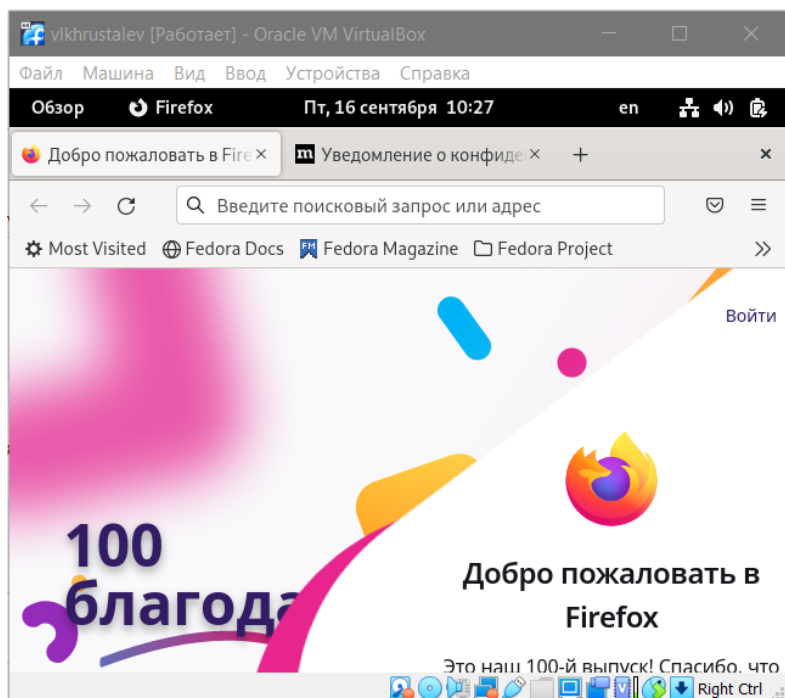 vlkhrustalev [Работает] - Oracle VM VirtualBox
Файл Машина Вид Ввод Устройства Справка
Обзор Firefox Пт, 16 сентября 10:27 en
Добро пожаловать в Fire m Уведомление о конфиде
Введите поисковый запрос или адрес
Most Visited Fedora Docs FM Fedora Magazine Fedora Project
Войти
100
благода
Добро пожаловать в
Firefox
Это наш 100-й выпуск! Спасибо, что
Right Ctrl